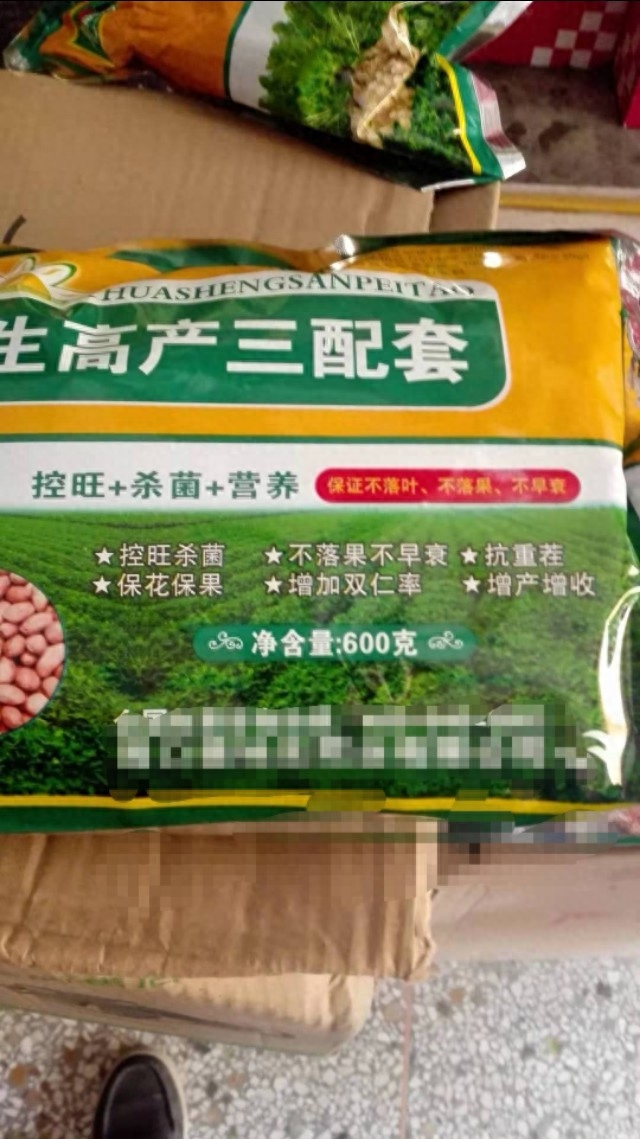 HUASHENGSANPEITAO
生高产三配套
控旺+杀菌+营养 保证不落叶、不落果、不早衰
★控旺杀菌 ★不落果不早衰 ★抗重茬
★保花保果 ★增加双仁率 ★增产增收
净含量:600克